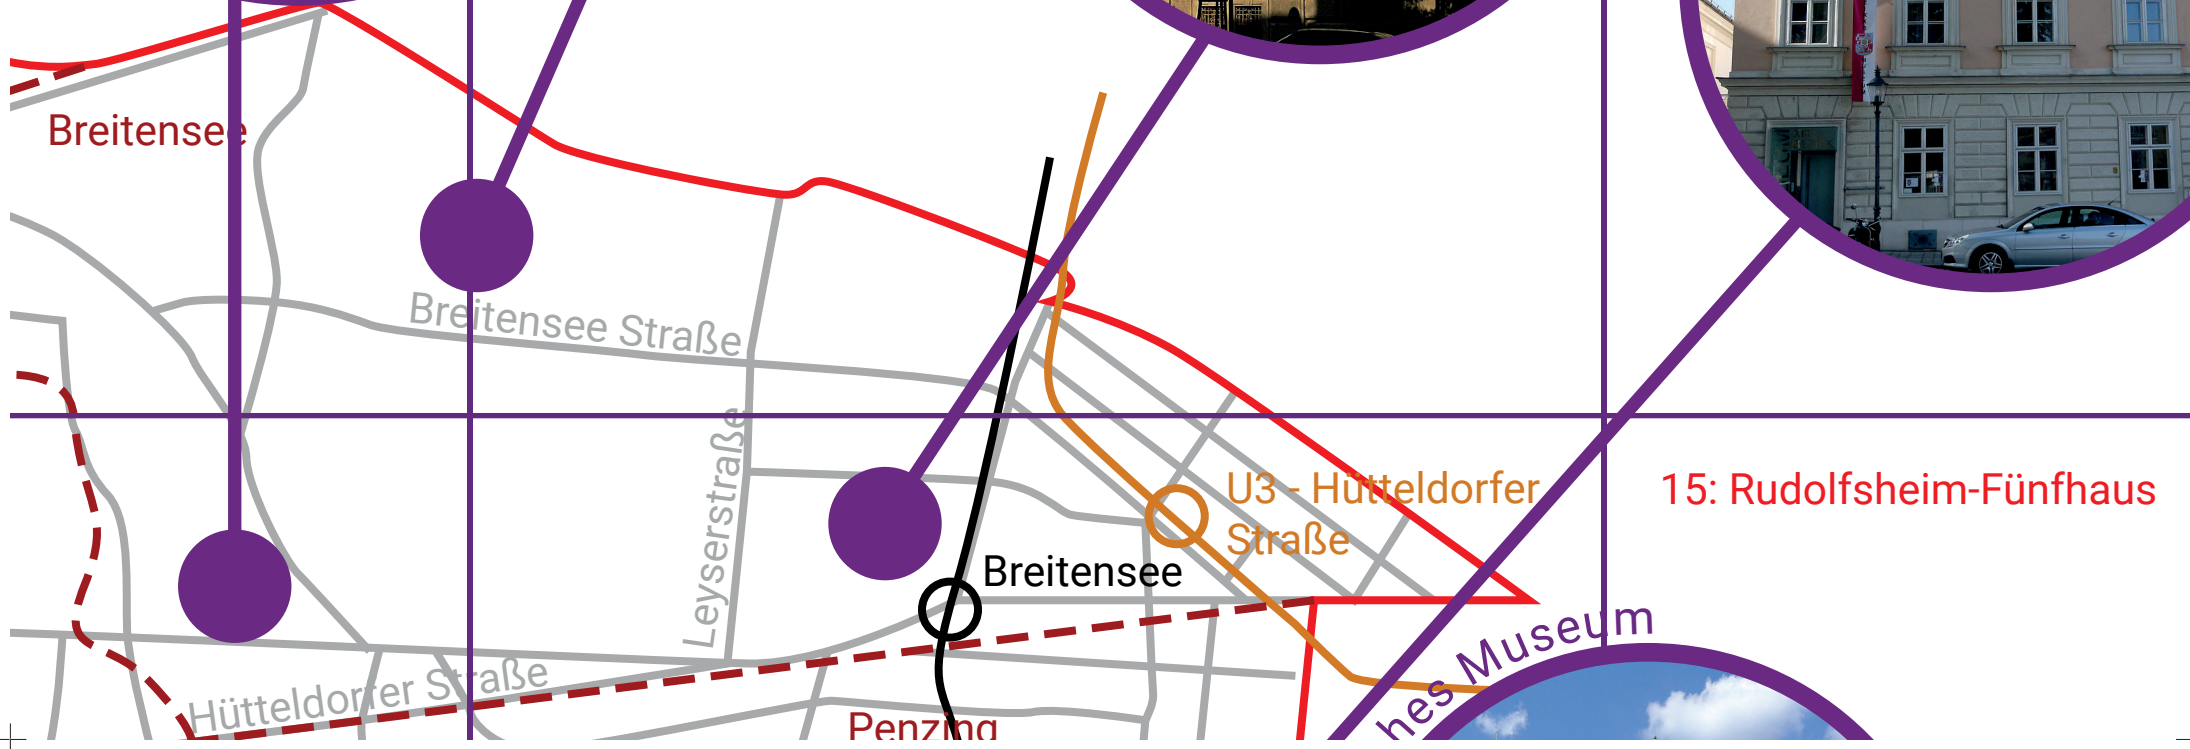 Breitensee
Breitensee Straße
Leyserstraße
U3 - Hütteldorfer
Straße
15: Rudolfsheim-Fünfhaus
Breitensee
hes Museum
Hütteldorfer Straße
Penzing